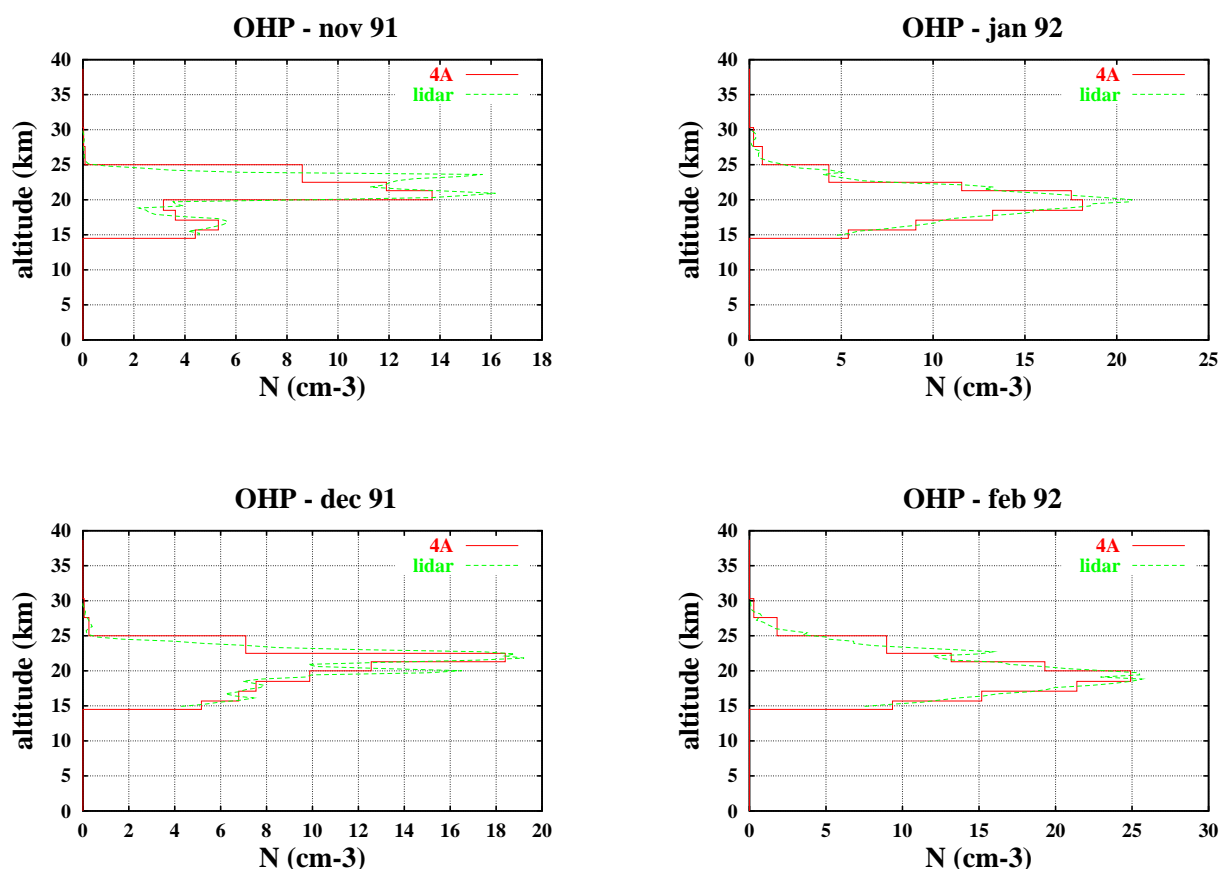 OHP - nov 91
4A
lidar
altitude (km)
40
35
30
25
20
15
10
5
0
0 2 4 6 8 10 12 14 16 18
N (cm-3)
OHP - jan 92
4A
lidar
altitude (km)
40
35
30
25
20
15
10
5
0
0 5 10 15 20 25
N (cm-3)
OHP - dec 91
4A
lidar
altitude (km)
40
35
30
25
20
15
10
5
0
0 2 4 6 8 10 12 14 16 18 20
N (cm-3)
OHP - feb 92
4A
lidar
altitude (km)
40
35
30
25
20
15
10
5
0
0 5 10 15 20 25 30
N (cm-3)